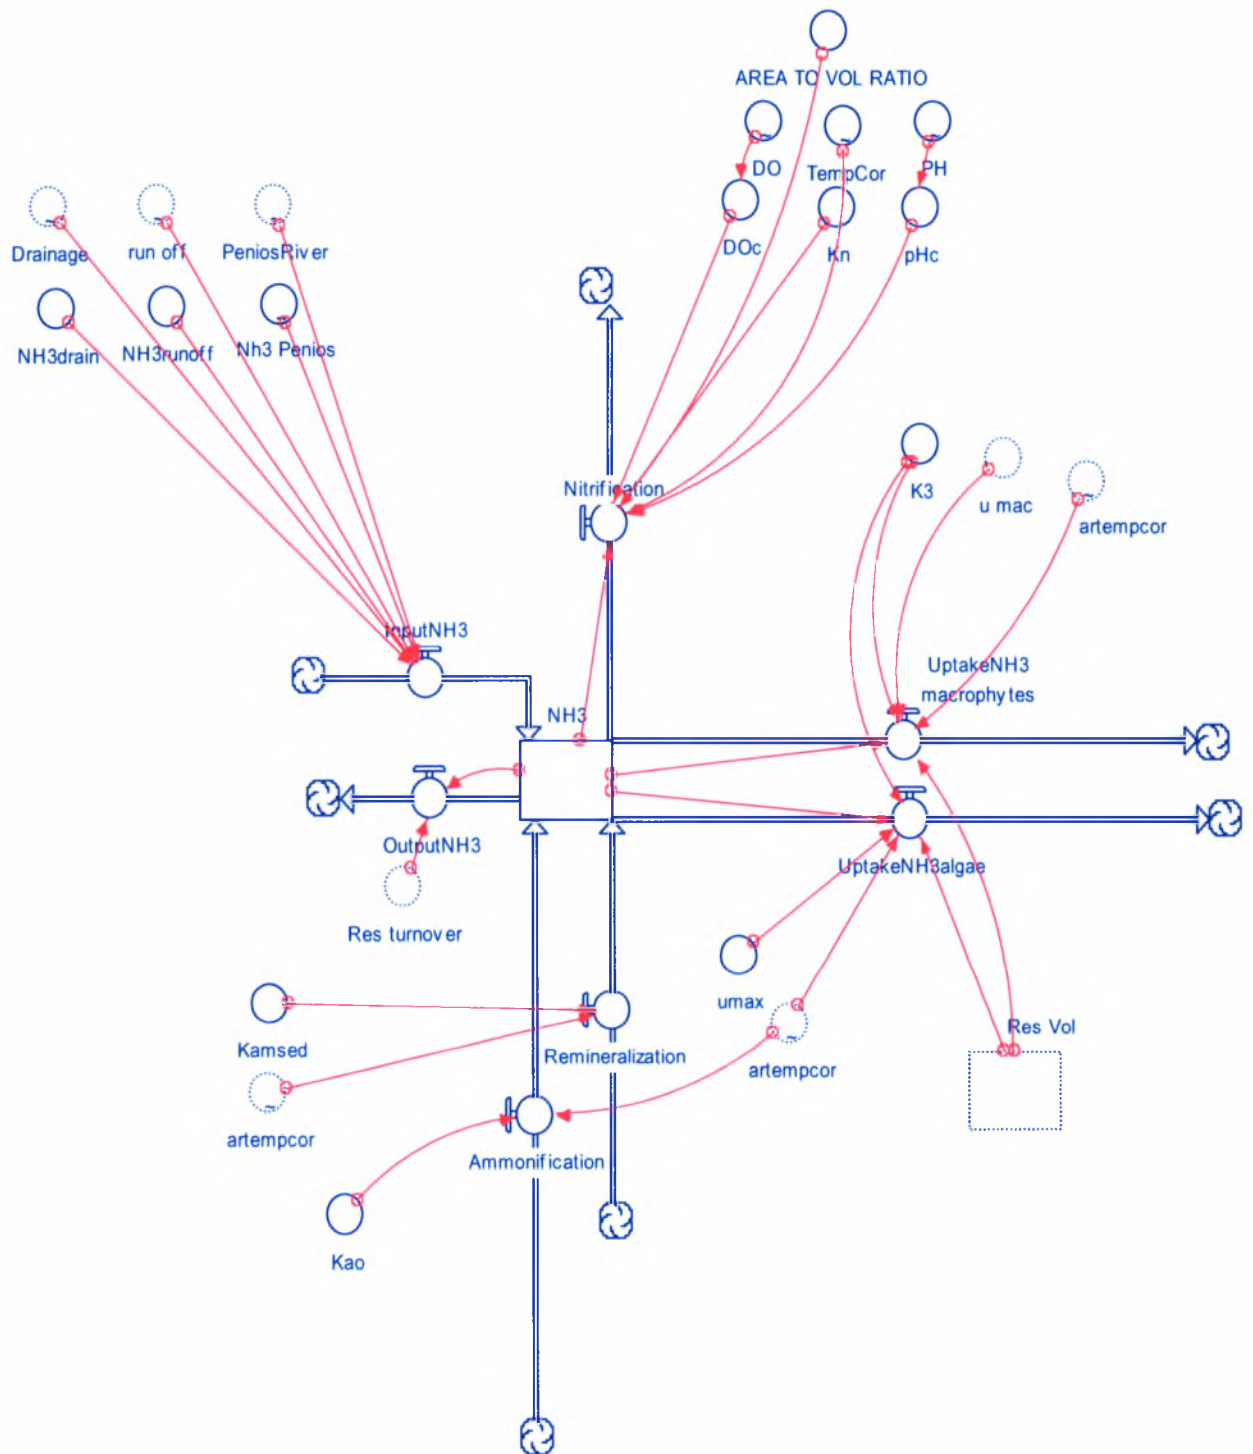 AREA TO VOL RATIO
DO
TempCor
PH
DOc
Kn
pHc
Drainage
run off
PeniosRiver
NH3drain
NH3runoff
Nh3 Penios
Nitrification
K3
u mac
artempcor
InputNH3
UptakeNH3
macrophytes
NH3
OutputNH3
UptakeNH3algae
Res turnover
umax
Res Vol
Kamsed
Remineralization
artempcor
artempcor
Ammonification
Kao